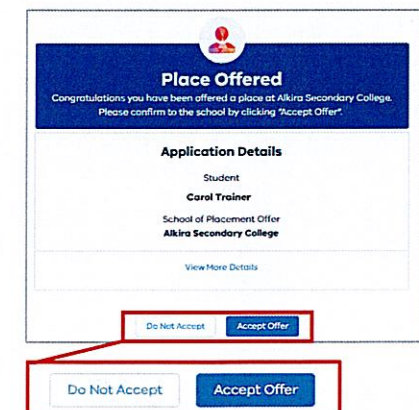 Place Offered
Congratulations you have been offered a place at Alkira Secondary College.
Please confirm to the school by clicking "Accept Offer".
Application Details
Student
Carol Trainer
School of Placement Offer
Alkira Secondary College
View More Details
Do Not Accept Accept Offer
Do Not Accept Accept Offer